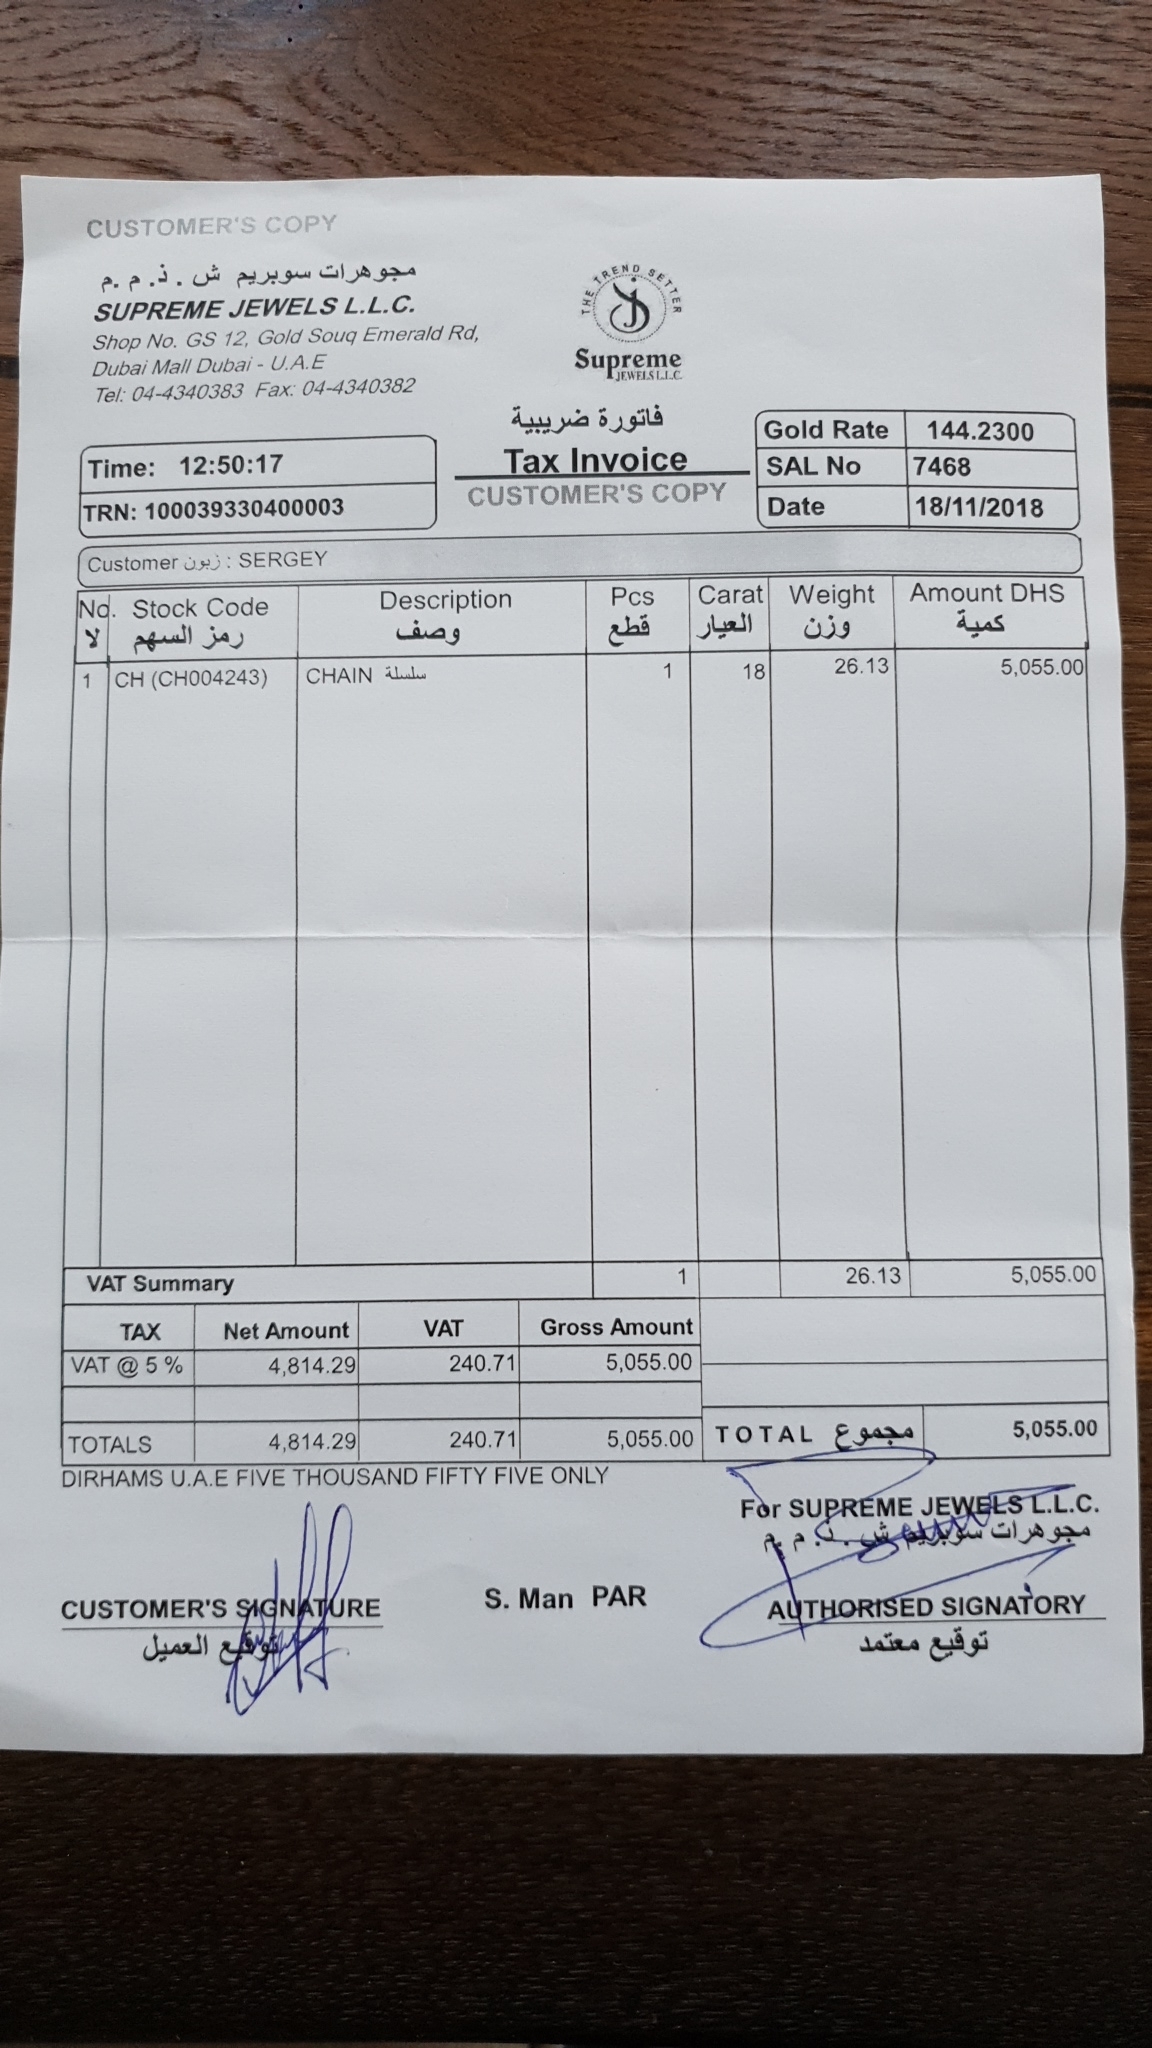 CUSTOMER'S COPY
مجوهرات سوبريم ش . ذ. م .م
SUPREME JEWELS L.L.C.
Shop No. GS 12, Gold Souq Emerald Rd,
Dubai Mall Dubai - U.A.E
Tel: 04-4340383 Fax: 04-4340382
THE TREND SETTER
Supreme
JEWELS L.L.C.
فاتورة ضريبية
Tax Invoice
CUSTOMER'S COPY
Time: 12:50:17
TRN: 100039330400003
Gold Rate 144.2300
SAL No 7468
Date 18/11/2018
Customer زبون : SERGEY
No. Stock Code Description Pcs Carat Weight Amount DHS
لا رمز السهم وصف قطع العيار وزن كمية
1 CH (CH004243) CHAIN سلسلة 1 18 26.13 5,055.00
VAT Summary 1 26.13 5,055.00
TAX Net Amount VAT Gross Amount
VAT @ 5 % 4,814.29 240.71 5,055.00
TOTALS 4,814.29 240.71 5,055.00 TOTAL مجموع 5,055.00
DIRHAMS U.A.E FIVE THOUSAND FIFTY FIVE ONLY
For SUPREME JEWELS L.L.C.
مجوهرات سوبريم ش . ذ. م .م
CUSTOMER'S SIGNATURE S. Man PAR AUTHORISED SIGNATORY
توقيع العميل توقيع معتمد